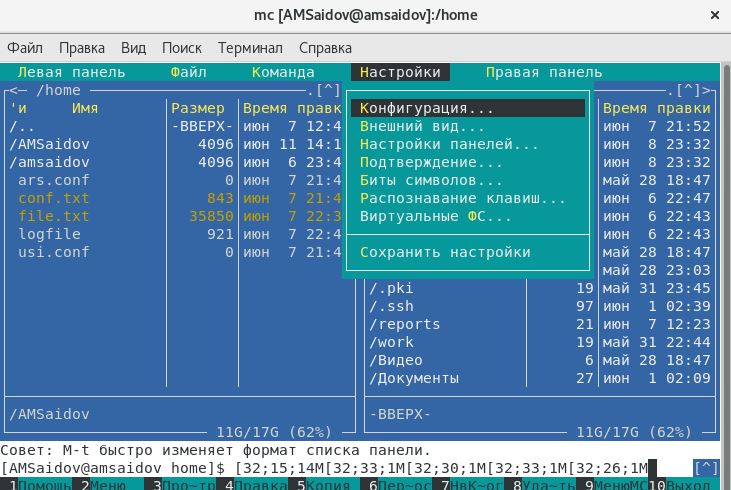 mc [AMSaidov@amsaidov]:/home ×
Файл Правка Вид Поиск Терминал Справка
Левая панель Файл Команда Настройки Правая панель
<─ /home .[^] .[^]>
'и Имя Размер Время правк Конфигурация... Время правки
/.. -ВВЕРХ- июн 7 12:4 Внешний вид... июн 7 21:52
/AMSaidov 4096 июн 11 14:1 Настройки панелей... июн 8 23:32
/amsaidov 4096 июн 6 23:4 Подтверждение... июн 8 23:32
ars.conf 0 июн 7 21:4 Биты символов... май 28 18:47
conf.txt 843 июн 7 21:4 Распознавание клавиш... июн 6 22:47
file.txt 35850 июн 7 22:3 Виртуальные ФС... июн 6 22:43
logfile 921 июн 7 22:4 июн 6 22:43
usi.conf 0 июн 7 21:4 Сохранить настройки май 28 18:47
май 28 23:03
/.pki 19 май 31 23:45
/.ssh 97 июн 1 02:39
/reports 21 июн 7 12:23
/work 19 май 31 22:44
/Видео 6 май 28 18:47
/Документы 27 июн 1 02:09
/AMSaidov -ВВЕРХ-
11G/17G (62%) 11G/17G (62%)
Совет: M-t быстро изменяет формат списка панели.
[AMSaidov@amsaidov home]$ [32;15;14M[32;33;1M[32;30;1M[32;33;1M[32;26;1M [^]
1Помощь 2Меню 3Про~тр 4Правка 5Копия 6Пер~ос 7НвК~ог 8Уда~ть 9МенюMC 10Выход